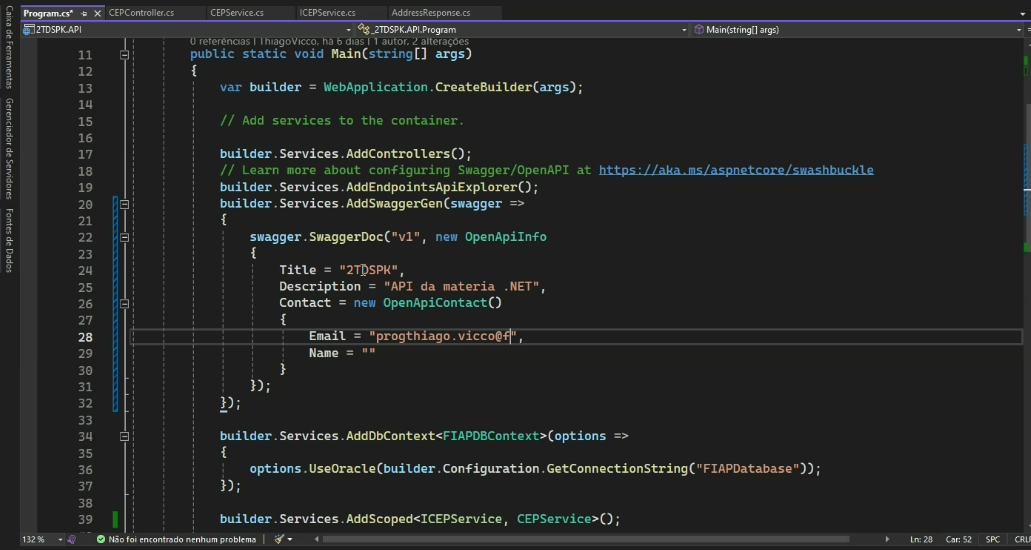 Program.cs*
CEPController.cs
CEPService.cs
ICEPService.cs
AddressResponse.cs
2TDSPK.API
_2TDSPK.API.Program
Main(string[] args)
Caixa de Ferramentas
Gerenciador de Servidores
Fontes de Dados
0 referências | ThiagoVicco, há 6 dias | 1 autor, 2 alterações
11 public static void Main(string[] args)
12 {
13 var builder = WebApplication.CreateBuilder(args);
14
15 // Add services to the container.
16
17 builder.Services.AddControllers();
18 // Learn more about configuring Swagger/OpenAPI at https://aka.ms/aspnetcore/swashbuckle
19 builder.Services.AddEndpointsApiExplorer();
20 builder.Services.AddSwaggerGen(swagger =>
21 {
22 swagger.SwaggerDoc("v1", new OpenApiInfo
23 {
24 Title = "2TDSPK",
25 Description = "API da materia .NET",
26 Contact = new OpenApiContact()
27 {
28 Email = "progthiago.vicco@f",
29 Name = ""
30 }
31 });
32 });
33
34 builder.Services.AddDbContext<FIAPDBContext>(options =>
35 {
36 options.UseOracle(builder.Configuration.GetConnectionString("FIAPDatabase"));
37 });
38
39 builder.Services.AddScoped<ICEPService, CEPService>();
132 %
Não foi encontrado nenhum problema
Ln: 28
Car: 52
SPC
CRL